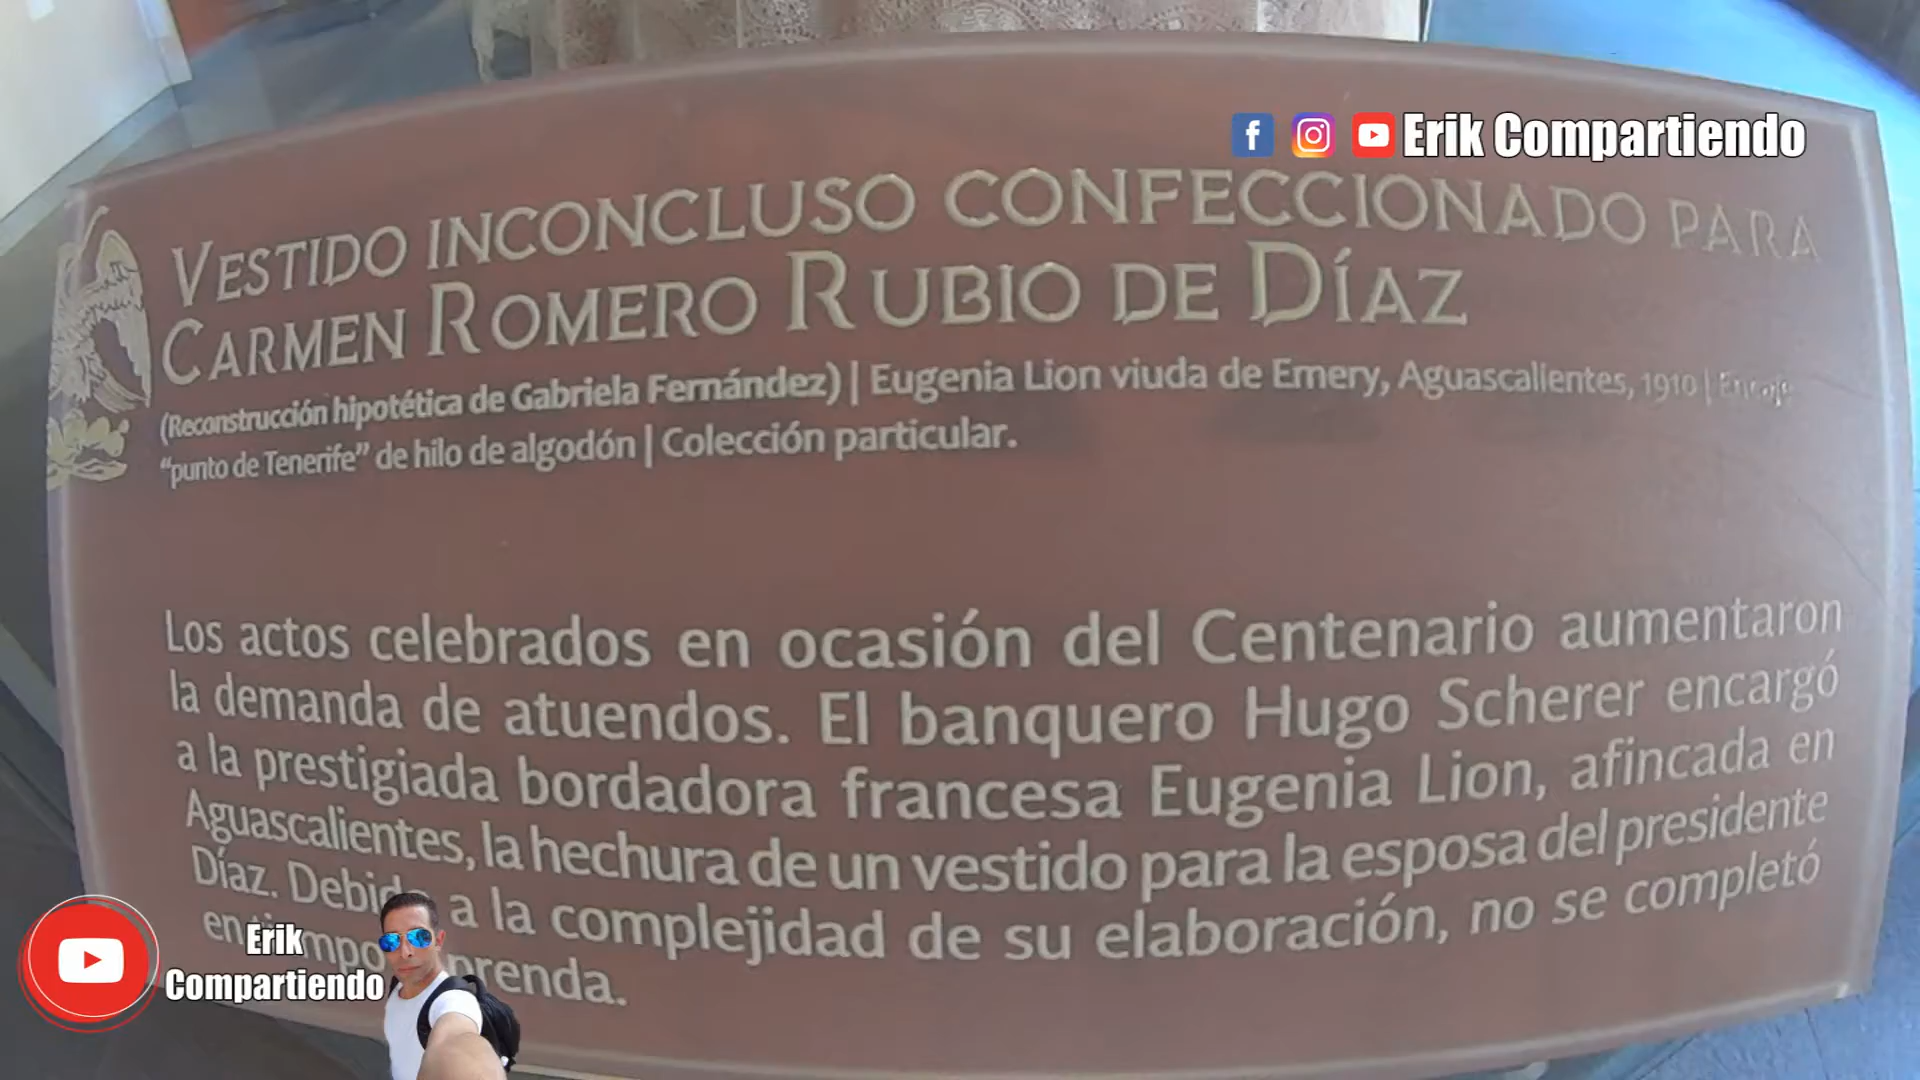 Erik Compartiendo
VESTIDO INCONCLUSO CONFECCIONADO PARA
CARMEN ROMERO RUBIO DE DÍAZ
(Reconstrucción hipotética de Gabriela Fernández) | Eugenia Lion viuda de Emery, Aguascalientes, 1910 | Encaje
“punto de Tenerife” de hilo de algodón | Colección particular.
Los actos celebrados en ocasión del Centenario aumentaron
la demanda de atuendos. El banquero Hugo Scherer encargó
a la prestigiada bordadora francesa Eugenia Lion, afincada en
Aguascalientes, la hechura de un vestido para la esposa del presidente
Díaz. Debido a la complejidad de su elaboración, no se completó
en prenda.
Erik
Compartiendo